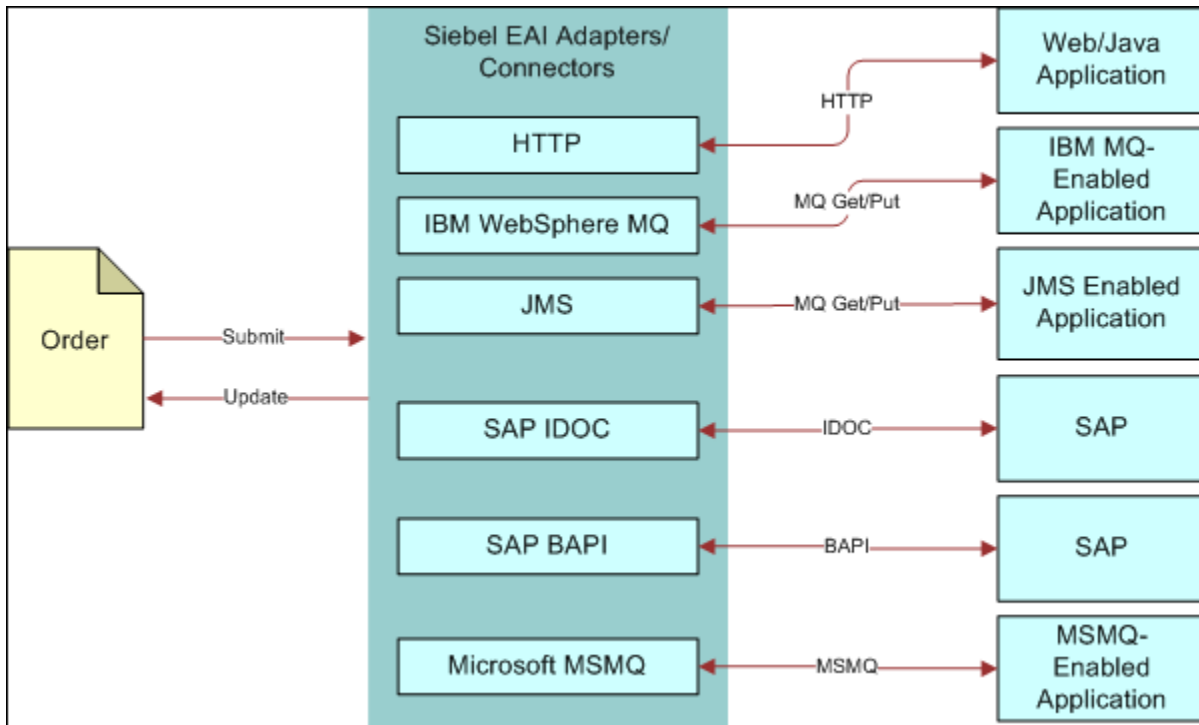 Siebel EAI Adapters/
Connectors
Web/Java
Application
HTTP
HTTP
IBM MQ-
Enabled
Application
MQ Get/Put
IBM WebSphere MQ
JMS Enabled
Application
JMS
MQ Get/Put
Order
Submit
Update
SAP IDOC
IDOC
SAP
SAP BAPI
BAPI
SAP
Microsoft MSMQ
MSMQ
MSMQ-
Enabled
Application